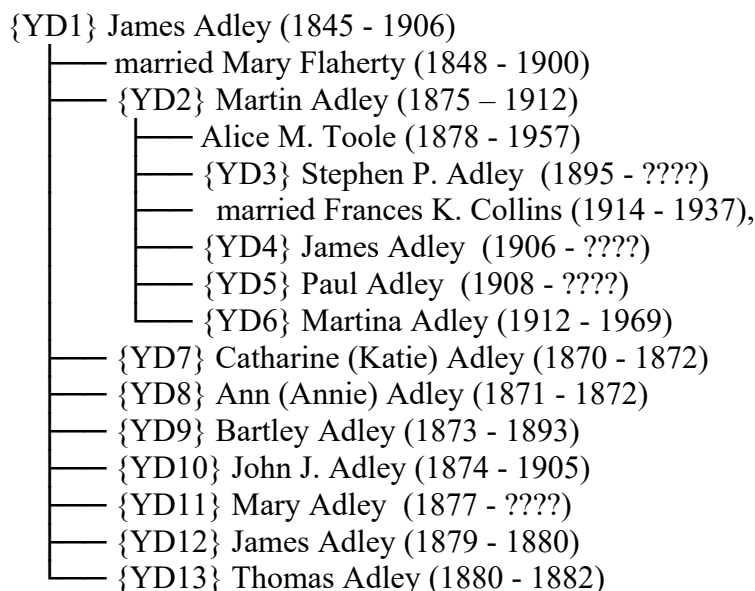 {YD1} James Adley (1845 - 1906)
married Mary Flaherty (1848 - 1900)
{YD2} Martin Adley (1875 – 1912)
Alice M. Toole (1878 - 1957)
{YD3} Stephen P. Adley (1895 - ????)
married Frances K. Collins (1914 - 1937),
{YD4} James Adley (1906 - ????)
{YD5} Paul Adley (1908 - ????)
{YD6} Martina Adley (1912 - 1969)
{YD7} Catharine (Katie) Adley (1870 - 1872)
{YD8} Ann (Annie) Adley (1871 - 1872)
{YD9} Bartley Adley (1873 - 1893)
{YD10} John J. Adley (1874 - 1905)
{YD11} Mary Adley (1877 - ????)
{YD12} James Adley (1879 - 1880)
{YD13} Thomas Adley (1880 - 1882)